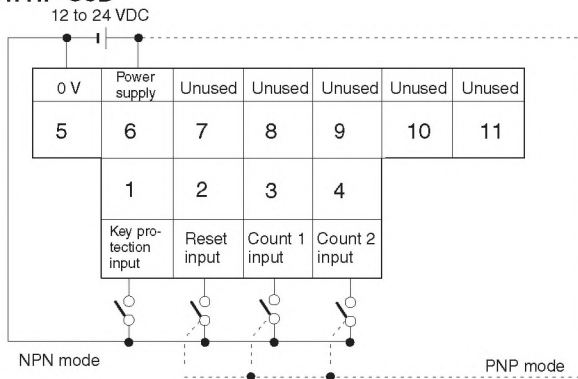 12 to 24 VDC
0 V
Power
supply
Unused
Unused
Unused
Unused
Unused
5
6
7
8
9
10
11
1
2
3
4
Key pro-
tection
input
Reset
input
Count 1
input
Count 2
input
NPN mode
PNP mode